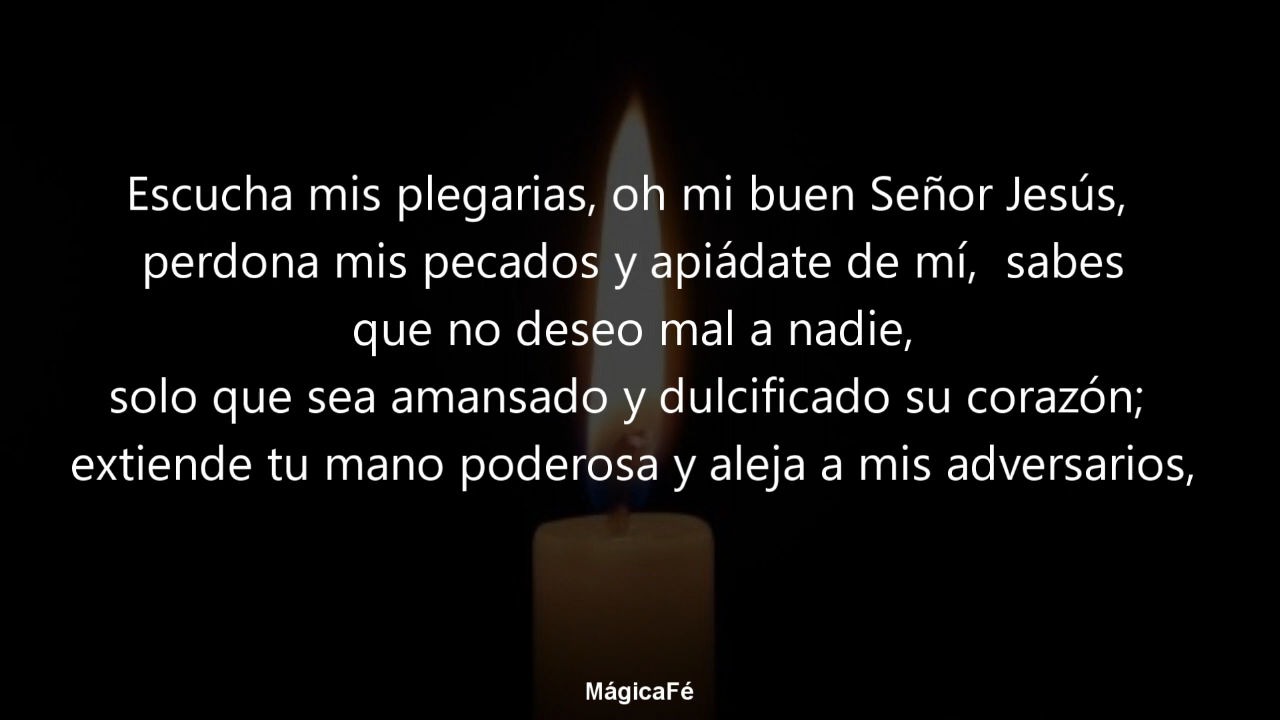 Escucha mis plegarias, oh mi buen Señor Jesús,
perdona mis pecados y apiádate de mí,  sabes
que no deseo mal a nadie,
solo que sea amansado y dulcificado su corazón;
extiende tu mano poderosa y aleja a mis adversarios,
MágicaFé